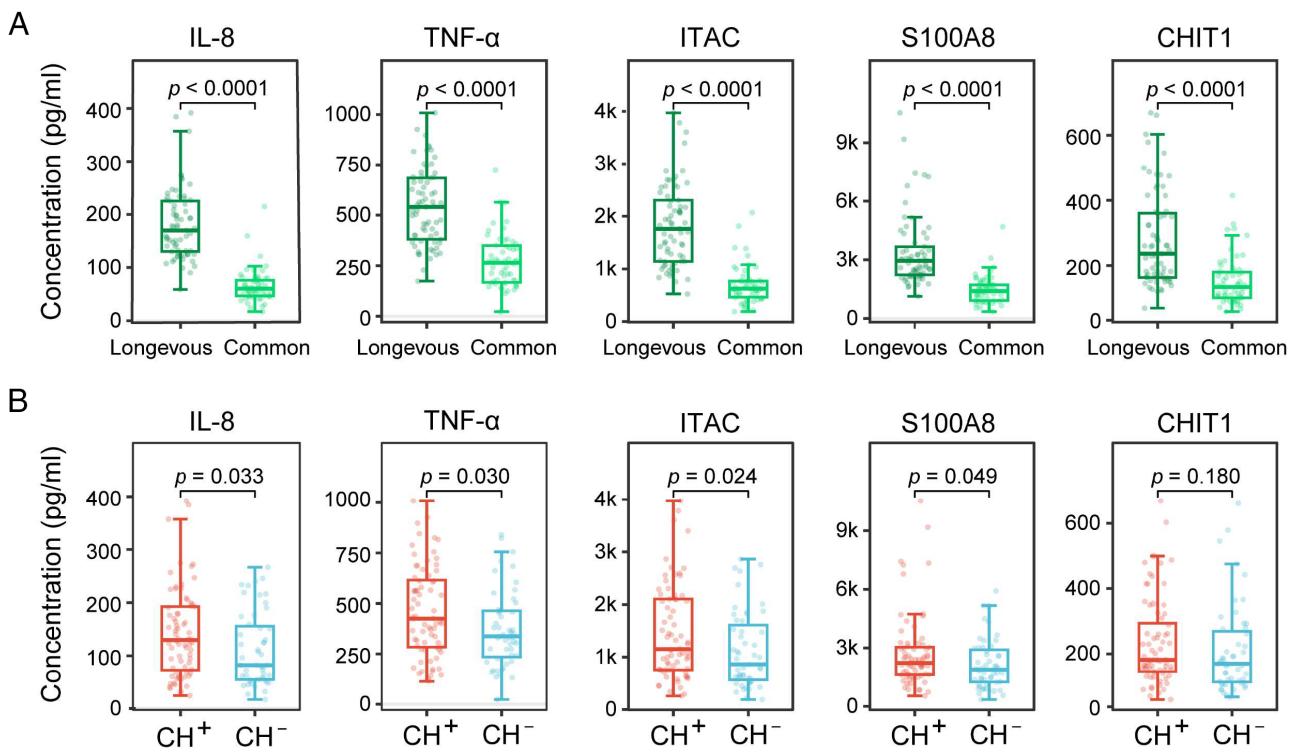 A
IL-8 TNF-α ITAC S100A8 CHIT1
Concentration (pg/ml)
p < 0.0001 p < 0.0001 p < 0.0001 p < 0.0001 p < 0.0001
400 300 200 100 0
1000 750 500 250 0
4k 3k 2k 1k 0
9k 6k 3k 0
600 400 200 0
Longevous Common Longevous Common Longevous Common Longevous Common Longevous Common
B
IL-8 TNF-α ITAC S100A8 CHIT1
Concentration (pg/ml)
p = 0.033 p = 0.030 p = 0.024 p = 0.049 p = 0.180
400 300 200 100 0
1000 750 500 250 0
4k 3k 2k 1k 0
9k 6k 3k 0
600 400 200 0
CH⁺ CH⁻ CH⁺ CH⁻ CH⁺ CH⁻ CH⁺ CH⁻ CH⁺ CH⁻